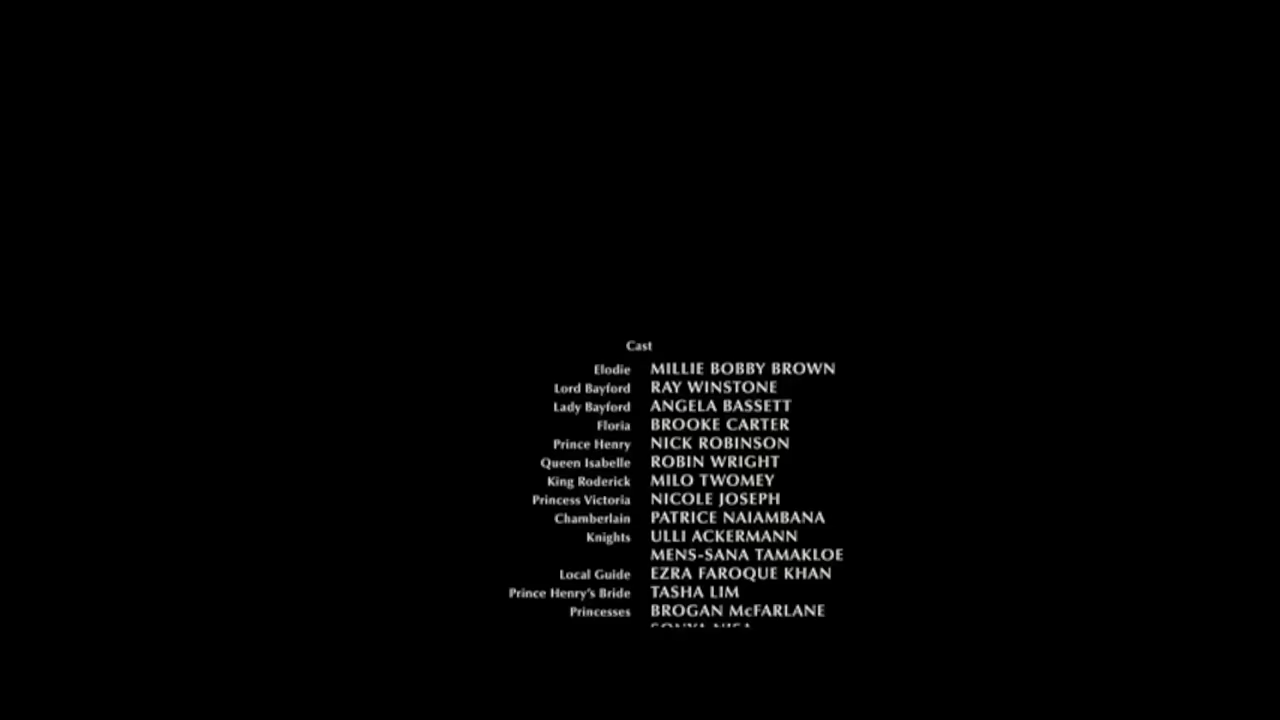 Cast
Elodie MILLIE BOBBY BROWN
Lord Bayford RAY WINSTONE
Lady Bayford ANGELA BASSETT
Floria BROOKE CARTER
Prince Henry NICK ROBINSON
Queen Isabelle ROBIN WRIGHT
King Roderick MILO TWOMEY
Princess Victoria NICOLE JOSEPH
Chamberlain PATRICE NAIAMBANA
Knights ULLI ACKERMANN
MENS-SANA TAMAKLOE
Local Guide EZRA FAROQUE KHAN
Prince Henry's Bride TASHA LIM
Princesses BROGAN McFARLANE